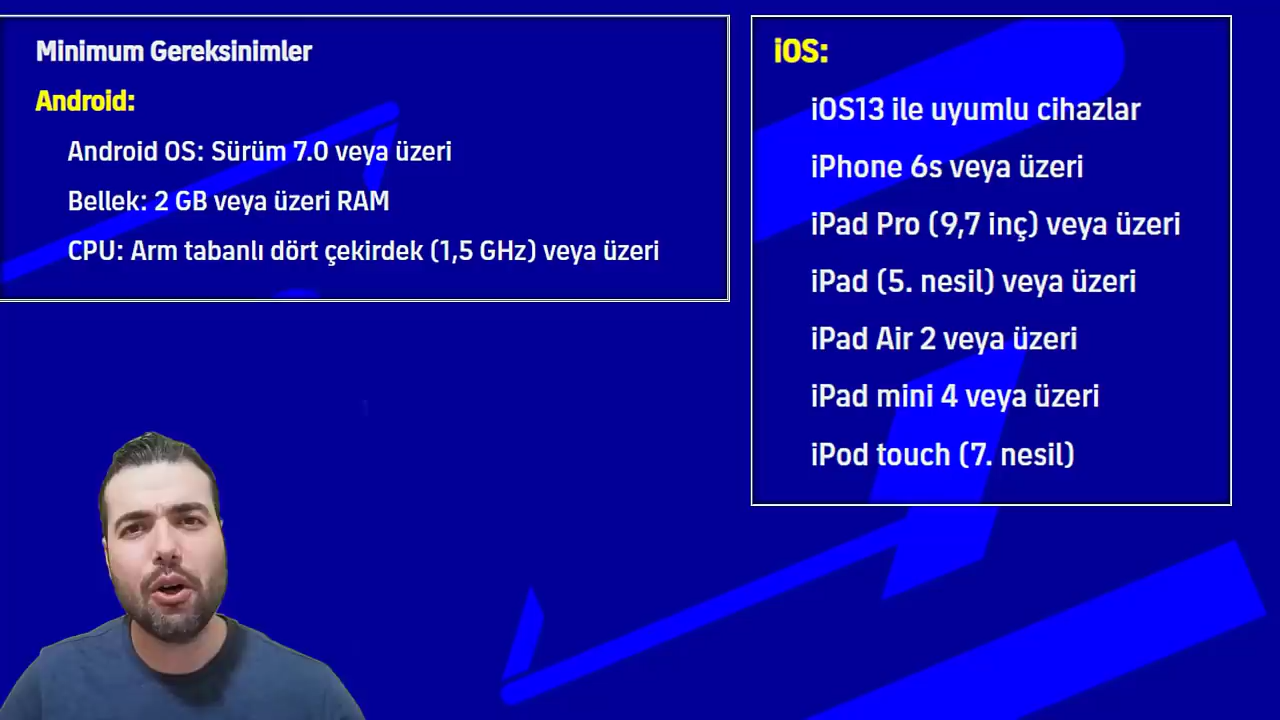 Minimum Gereksinimler
Android:
Android OS: Sürüm 7.0 veya üzeri
Bellek: 2 GB veya üzeri RAM
CPU: Arm tabanlı dört çekirdek (1,5 GHz) veya üzeri
iOS:
iOS13 ile uyumlu cihazlar
iPhone 6s veya üzeri
iPad Pro (9,7 inç) veya üzeri
iPad (5. nesil) veya üzeri
iPad Air 2 veya üzeri
iPad mini 4 veya üzeri
iPod touch (7. nesil)